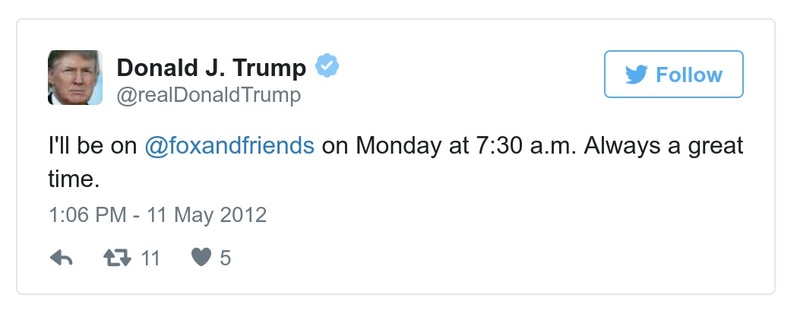 Donald J. Trump
@realDonaldTrump
Follow
I'll be on @foxandfriends on Monday at 7:30 a.m. Always a great
time.
1:06 PM - 11 May 2012
11 5